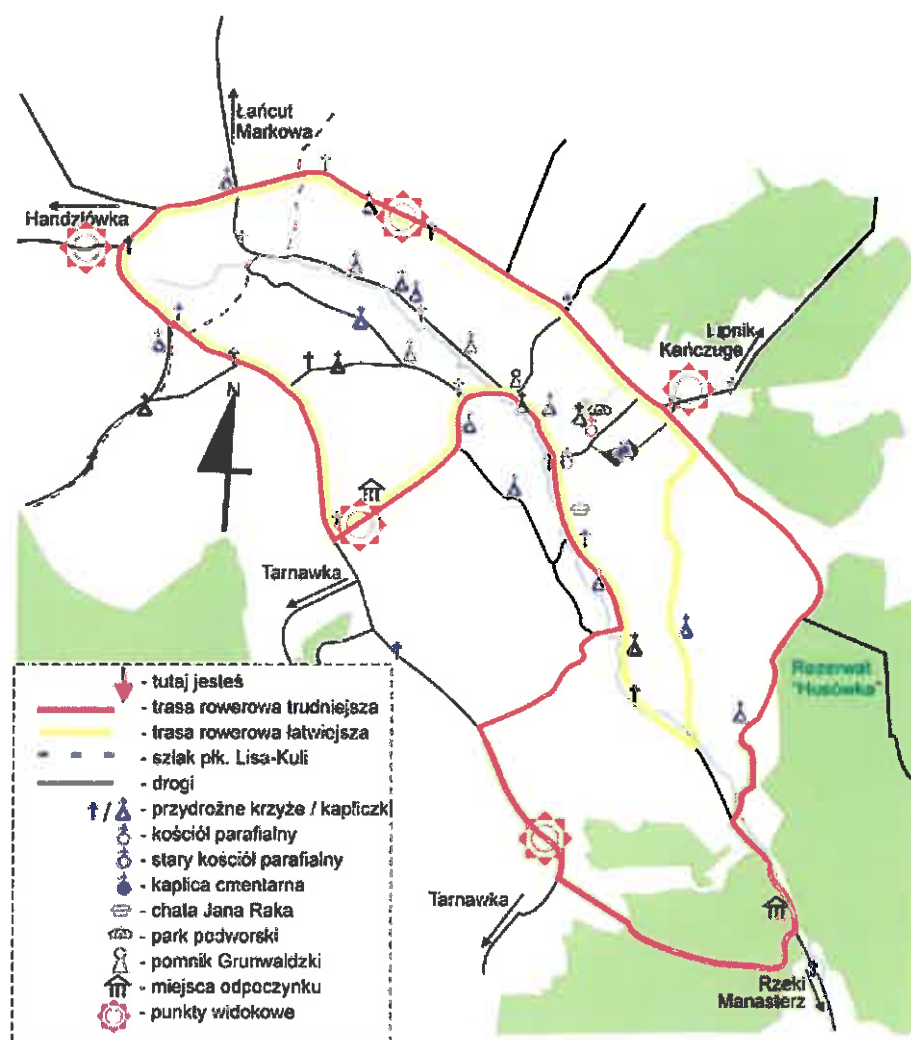 Łańcut
Markowa
Handzlówka
Lipnik
Kańczuga
N
Tarnawka
Rezerwat
"Husówka"
Tarnawka
Rzeki
Manasterz
- tutaj jesteś
- trasa rowerowa trudniejsza
- trasa rowerowa łatwiejsza
- szlak płk. Lisa-Kuli
- drogi
- przydrożne krzyże / kapliczki
- kościół parafialny
- stary kościół parafialny
- kaplica cmentarna
- chata Jana Raka
- park podworski
- pomnik Grunwaldzki
- miejsca odpoczynku
- punkty widokowe